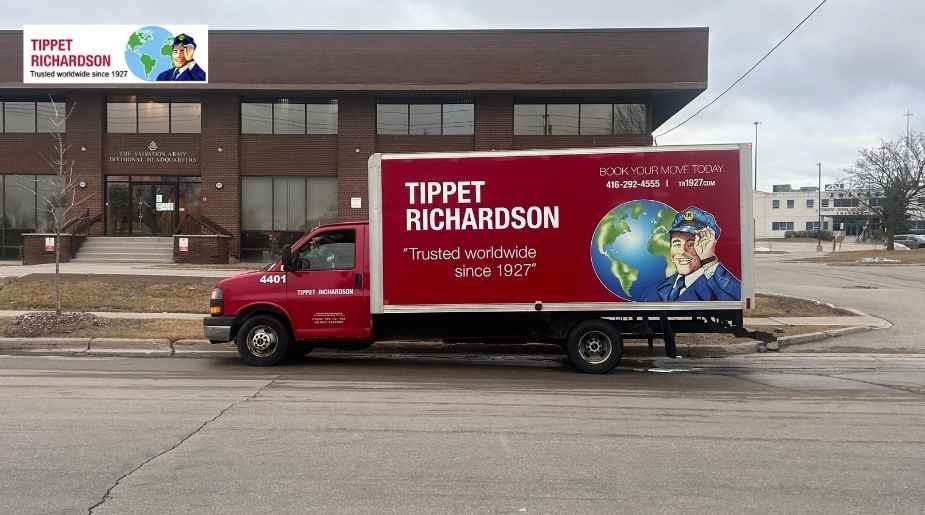 TIPPET
RICHARDSON
Trusted worldwide since 1927
THE SALVATION ARMY
DIVISIONAL HEADQUARTERS
BOOK YOUR MOVE TODAY
416-292-4555 | TR1927.COM
TIPPET
RICHARDSON
"Trusted worldwide
since 1927"
4401
TIPPET RICHARDSON